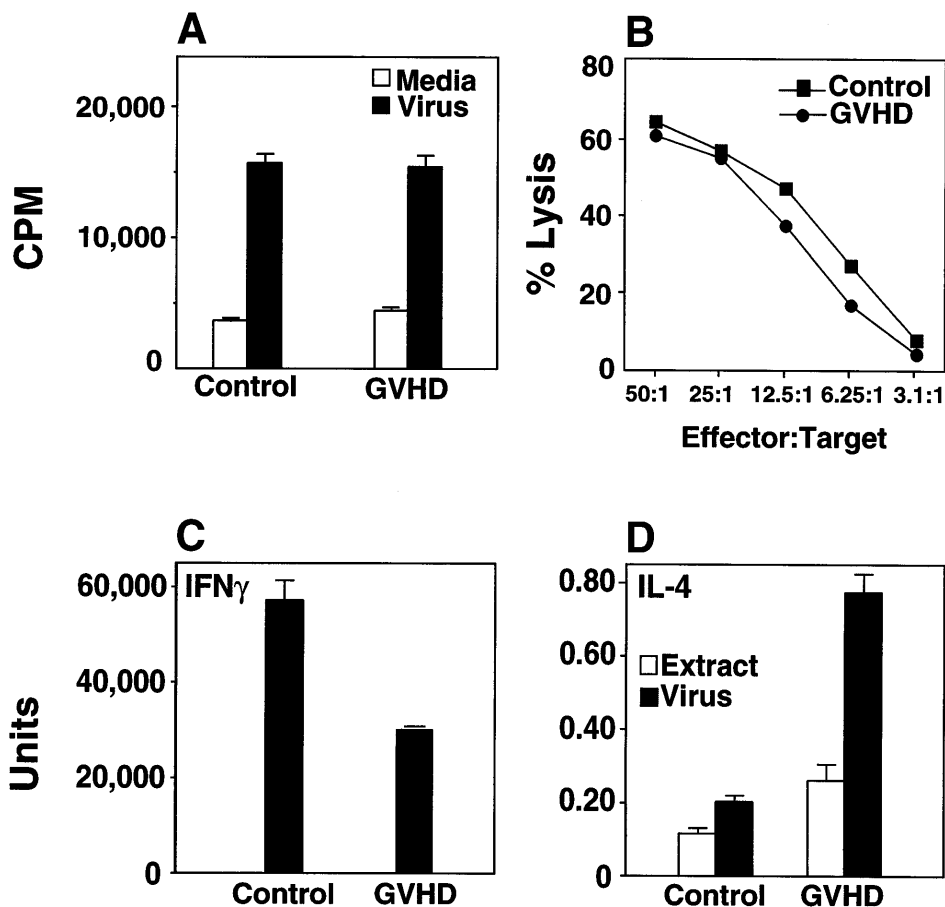 A
Media
Virus
20,000
10,000
0
CPM
Control
GVHD
B
Control
GVHD
80
60
40
20
0
% Lysis
50:1
25:1
12.5:1
6.25:1
3.1:1
Effector:Target
C
IFNγ
60,000
40,000
20,000
0
Units
Control
GVHD
D
IL-4
Extract
Virus
0.80
0.60
0.40
0.20
0
Control
GVHD